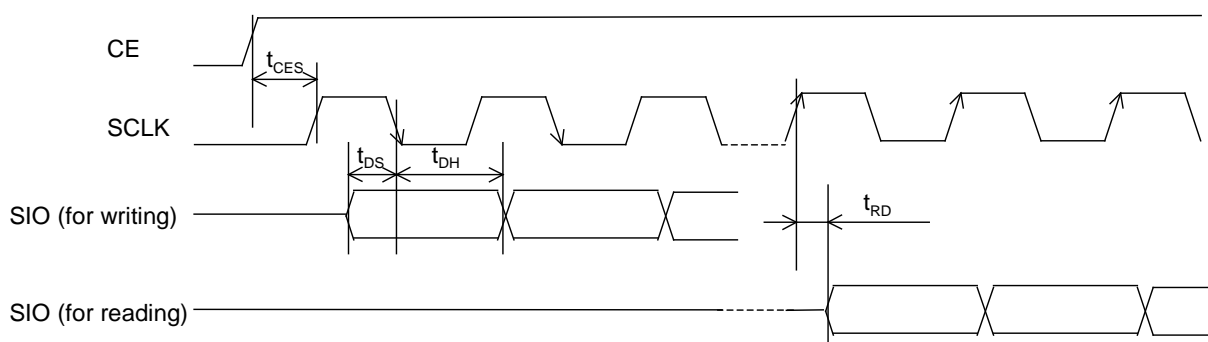 CE
tCES
SCLK
tDS
tDH
SIO (for writing)
tRD
SIO (for reading)